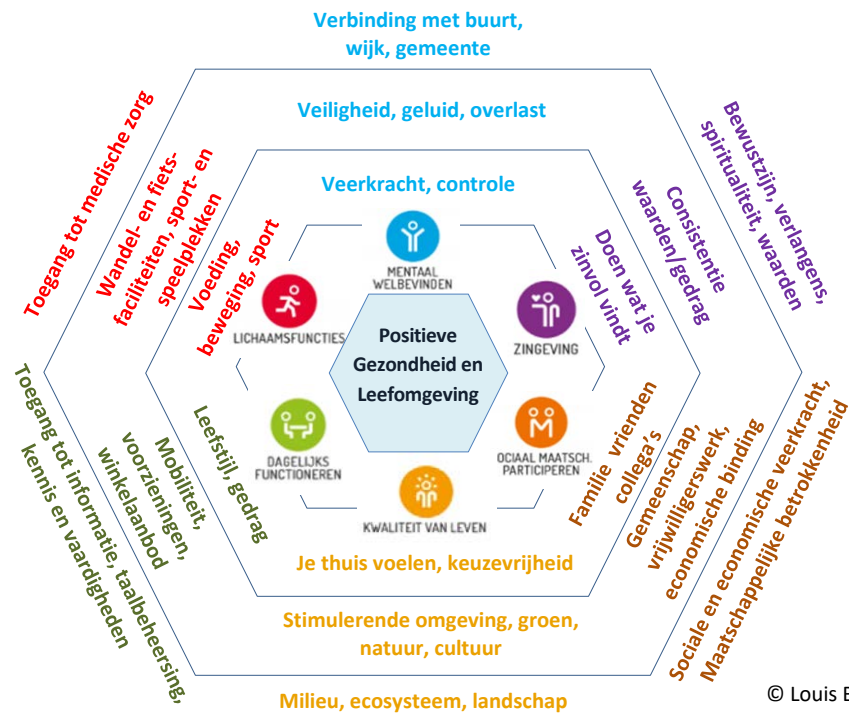 Verbinding met buurt,
wijk, gemeente
Veiligheid, geluid, overlast
Veerkracht, controle
MENTAAL
WELBEVINDEN
Toegang tot medische zorg
Wandel- en fiets-
faciliteiten, sport- en
speelplekken
Voeding,
beweging, sport
LICHAAMSFUNCTIES
Bewustzijn, verlangens,
spiritualiteit, waarden
Consistentie
waarden/gedrag
Doen wat je
zinvol vindt
ZINGEVING
Positieve
Gezondheid en
Leefomgeving
Toegang tot informatie, taalbeheersing,
kennis en vaardigheden
Mobiliteit,
voorzieningen,
winkelaanbod
Leefstijl, gedrag
DAGELIJKS
FUNCTIONEREN
OCIAAL MAATSCH.
PARTICIPEREN
Familie vrienden
collega's
Gemeenschap,
vrijwilligerswerk,
economische binding
Sociale en economische veerkracht,
Maatschappelijke betrokkenheid
KWALITEIT VAN LEVEN
Je thuis voelen, keuzevrijheid
Stimulerende omgeving, groen,
natuur, cultuur
Milieu, ecosysteem, landschap
© Louis